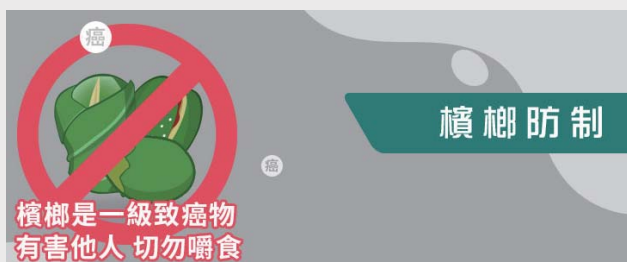 癌
檳榔防制
癌
檳榔是一級致癌物
有害他人 切勿嚼食